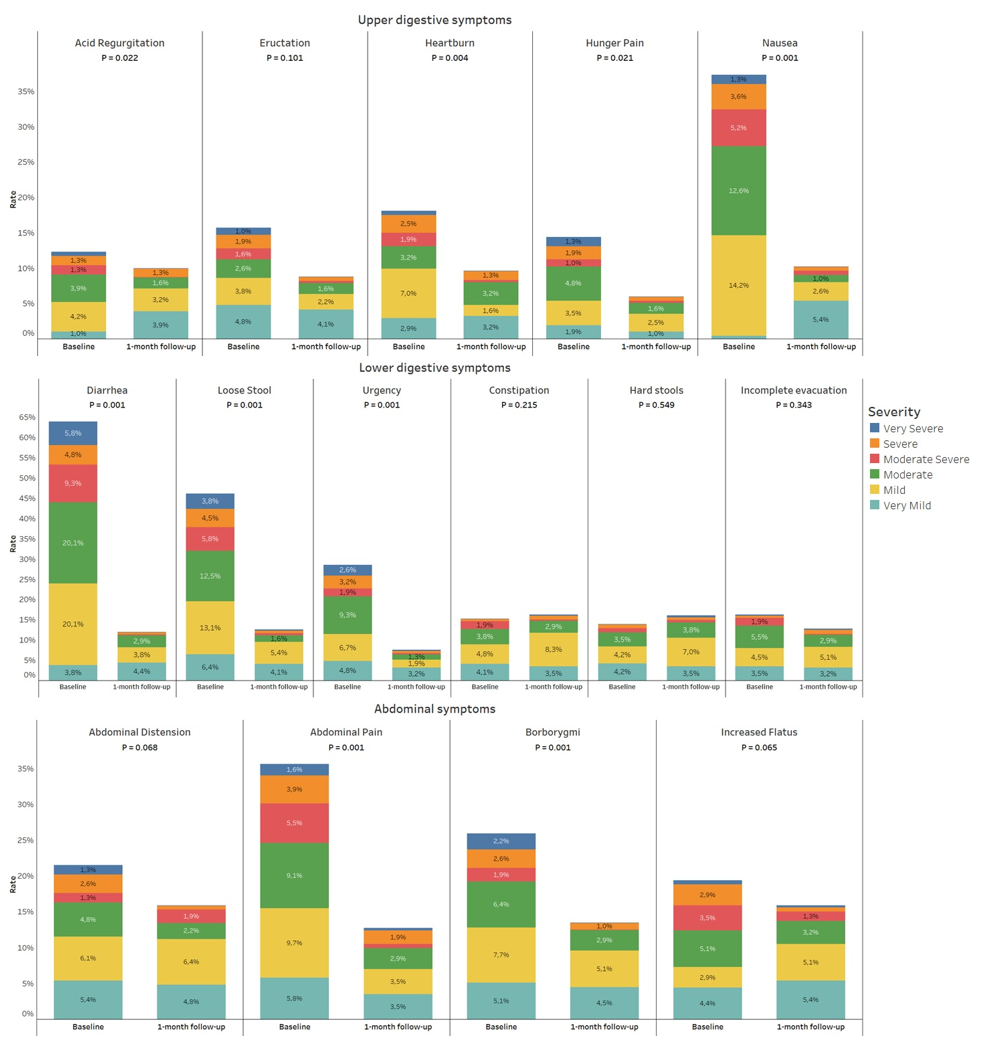 Upper digestive symptoms
Acid Regurgitation Eructation Heartburn Hunger Pain Nausea
P = 0.022 P = 0.101 P = 0.004 P = 0.021 P = 0.001
Rate
35%
30%
25%
20%
15%
10%
5%
0%
1,3% 1,3% 3,9% 4,2% 1,0%
1,3% 1,6% 3,2% 3,9%
1,0% 1,9% 1,6% 2,6% 3,8% 4,8%
1,6% 2,2% 4,1%
2,5% 1,9% 3,2% 7,0% 2,9%
1,3% 3,2% 1,6% 3,2%
1,3% 1,9% 1,0% 4,8% 3,5% 1,9%
1,6% 2,5% 1,0%
1,3% 3,6% 5,2% 12,6% 14,2%
1,0% 2,6% 5,4%
Baseline 1-month follow-up Baseline 1-month follow-up Baseline 1-month follow-up Baseline 1-month follow-up Baseline 1-month follow-up
Lower digestive symptoms
Diarrhea Loose Stool Urgency Constipation Hard stools Incomplete evacuation
P = 0.001 P = 0.001 P = 0.001 P = 0.215 P = 0.549 P = 0.343
Rate
65%
60%
55%
50%
45%
40%
35%
30%
25%
20%
15%
10%
5%
0%
5,8% 4,8% 9,3% 20,1% 20,1% 3,8%
2,9% 3,8% 4,4%
3,8% 4,5% 5,8% 12,5% 13,1% 6,4%
1,6% 5,4% 4,1%
2,6% 3,2% 1,9% 9,3% 6,7% 4,8%
1,3% 1,9% 3,2%
1,9% 3,8% 4,8% 4,1%
2,9% 8,3% 3,5%
3,5% 4,2% 4,2%
3,8% 7,0% 3,5%
1,9% 5,5% 4,5% 3,5%
2,9% 5,1% 3,2%
Baseline 1-month follow-up Baseline 1-month follow-up Baseline 1-month follow-up Baseline 1-month follow-up Baseline 1-month follow-up Baseline 1-month follow-up
Severity
Very Severe
Severe
Moderate Severe
Moderate
Mild
Very Mild
Abdominal symptoms
Abdominal Distension Abdominal Pain Borborygmi Increased Flatus
P = 0.068 P = 0.001 P = 0.001 P = 0.065
Rate
35%
30%
25%
20%
15%
10%
5%
0%
1,3% 2,6% 1,3% 4,8% 6,1% 5,4%
1,9% 2,2% 6,4% 4,8%
1,6% 3,9% 5,5% 9,1% 9,7% 5,8%
1,9% 2,9% 3,5% 3,5%
2,2% 2,6% 1,9% 6,4% 7,7% 5,1%
1,0% 2,9% 5,1% 4,5%
2,9% 3,5% 5,1% 2,9% 4,4%
1,3% 3,2% 5,1% 5,4%
Baseline 1-month follow-up Baseline 1-month follow-up Baseline 1-month follow-up Baseline 1-month follow-up